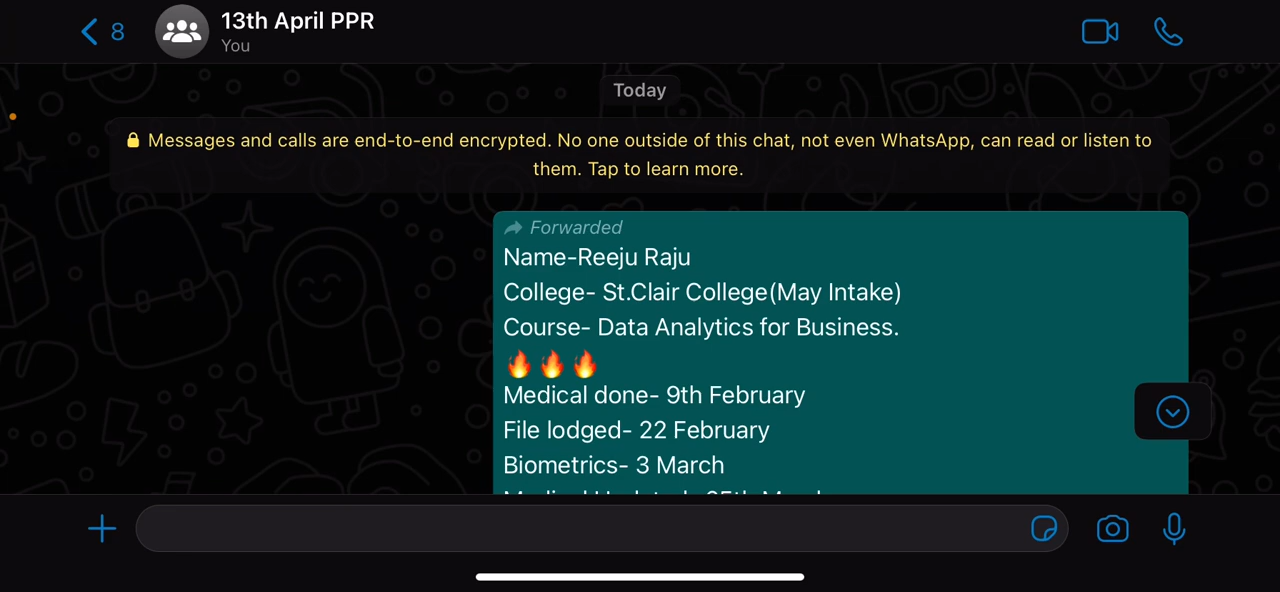 8
13th April PPR
You
Today
🔒 Messages and calls are end-to-end encrypted. No one outside of this chat, not even WhatsApp, can read or listen to
them. Tap to learn more.
Forwarded
Name-Reeju Raju
College- St.Clair College(May Intake)
Course- Data Analytics for Business.
🔥🔥🔥
Medical done- 9th February
File lodged- 22 February
Biometrics- 3 March